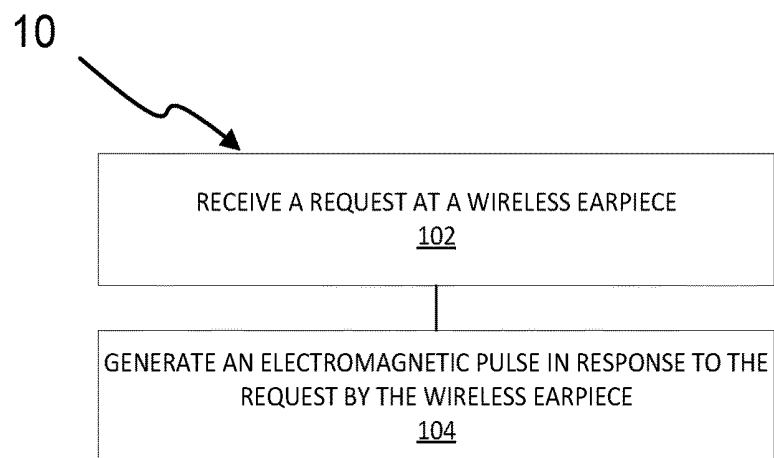 10
RECEIVE A REQUEST AT A WIRELESS EARPIECE
102
GENERATE AN ELECTROMAGNETIC PULSE IN RESPONSE TO THE
REQUEST BY THE WIRELESS EARPIECE
104